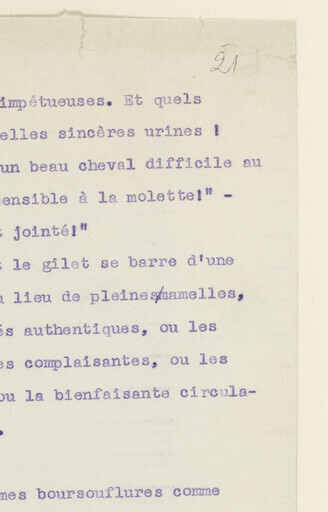 21
impétueuses. Et quels
elles sincères urines !
un beau cheval difficile au
sensible à la molette!" -
t jointé!"
t le gilet se barre d'une
u lieu de pleines/mamelles,
és authentiques, ou les
es complaisantes, ou les
ou la bienfaisante circula-
.
mes boursouflures comme